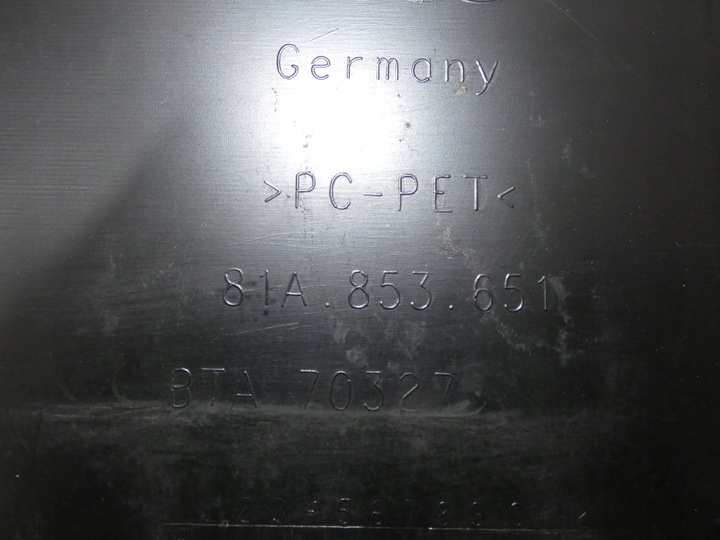 Germany
>PC-PET<
81A.853.651
BTA 70327